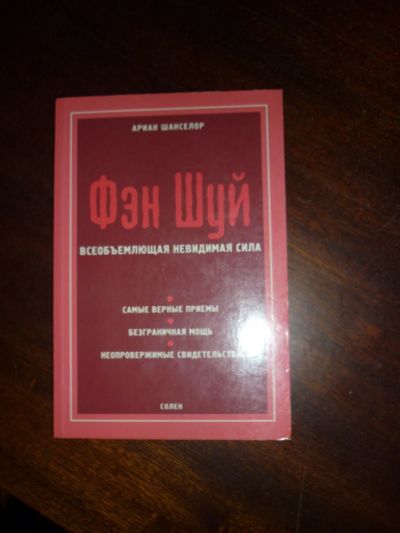 АРИАН ШАНСЕЛОР
Фэн Шуй
ВСЕОБЪЕМЛЮЩАЯ НЕВИДИМАЯ СИЛА
САМЫЕ ВЕРНЫЕ ПРИЕМЫ
БЕЗГРАНИЧНАЯ МОЩЬ
НЕОПРОВЕРЖИМЫЕ СВИДЕТЕЛЬСТВА
СОЛЕН